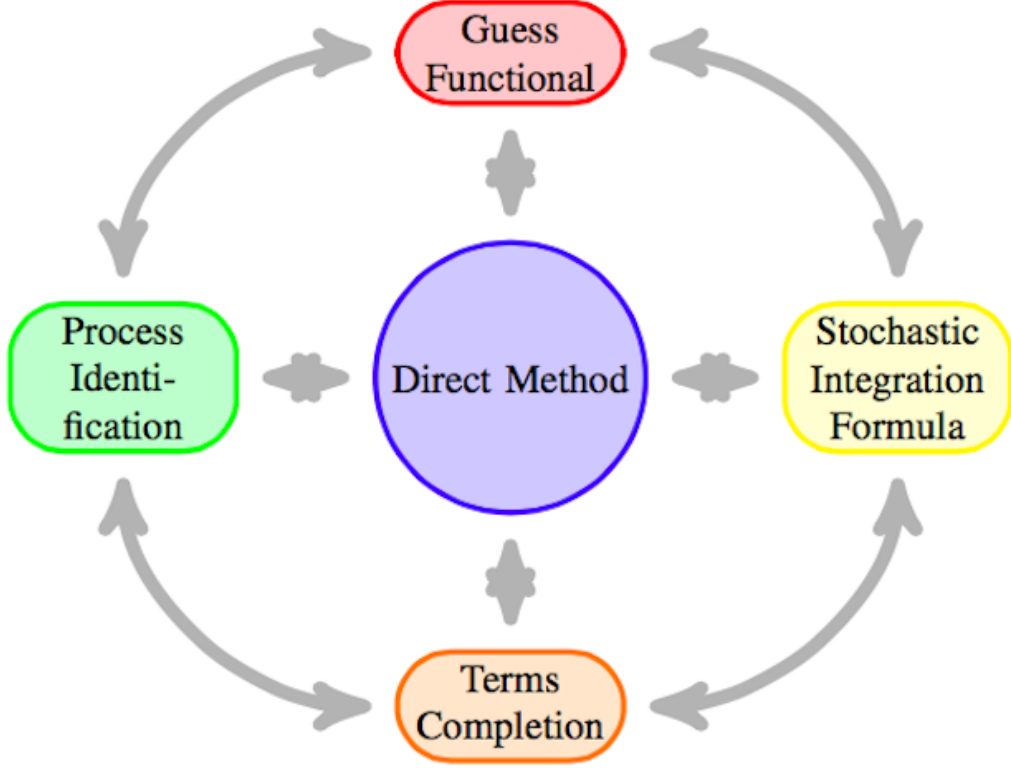 Guess
Functional
Process
Identi-
fication
Direct Method
Stochastic
Integration
Formula
Terms
Completion